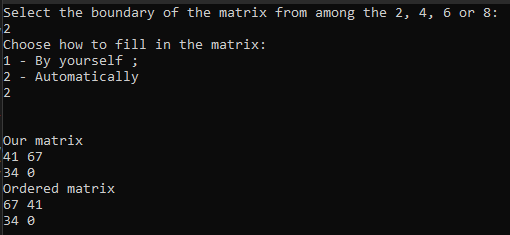 Select the boundary of the matrix from among the 2, 4, 6 or 8:
2
Choose how to fill in the matrix:
1 - By yourself ;
2 - Automatically
2
Our matrix
41 67
34 0
Ordered matrix
67 41
34 0